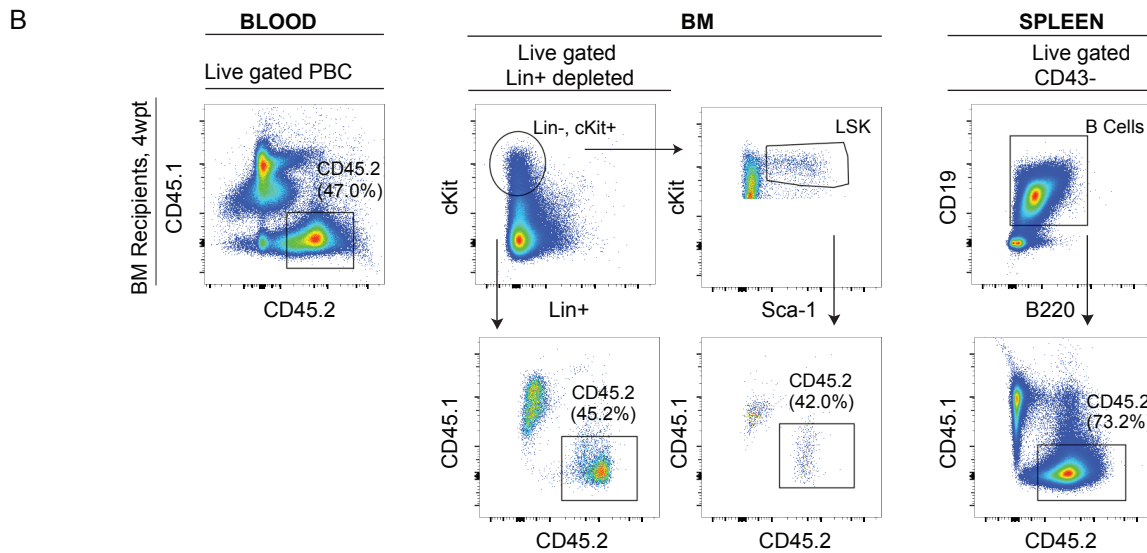 B
BLOOD
BM
SPLEEN
Live gated PBC
Live gated
Lin+ depleted
Live gated
CD43-
BM Recipients, 4wpt
CD45.1
CD45.2
(47.0%)
CD45.2
cKit
Lin-, cKit+
Lin+
cKit
LSK
Sca-1
CD19
B Cells
B220
CD45.1
CD45.2
(45.2%)
CD45.2
CD45.1
CD45.2
(42.0%)
CD45.2
CD45.1
CD45.2
(73.2%
CD45.2